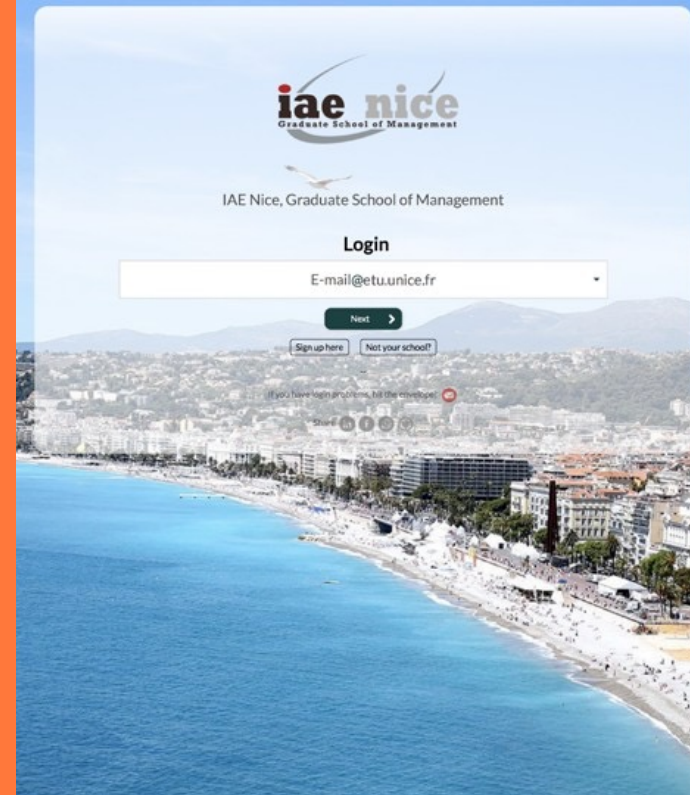 iae nice
Graduate School of Management
IAE Nice, Graduate School of Management
Login
E-mail@etu.unice.fr
Next
Sign up here Not your school?
If you have login problems, hit the envelope:
Share